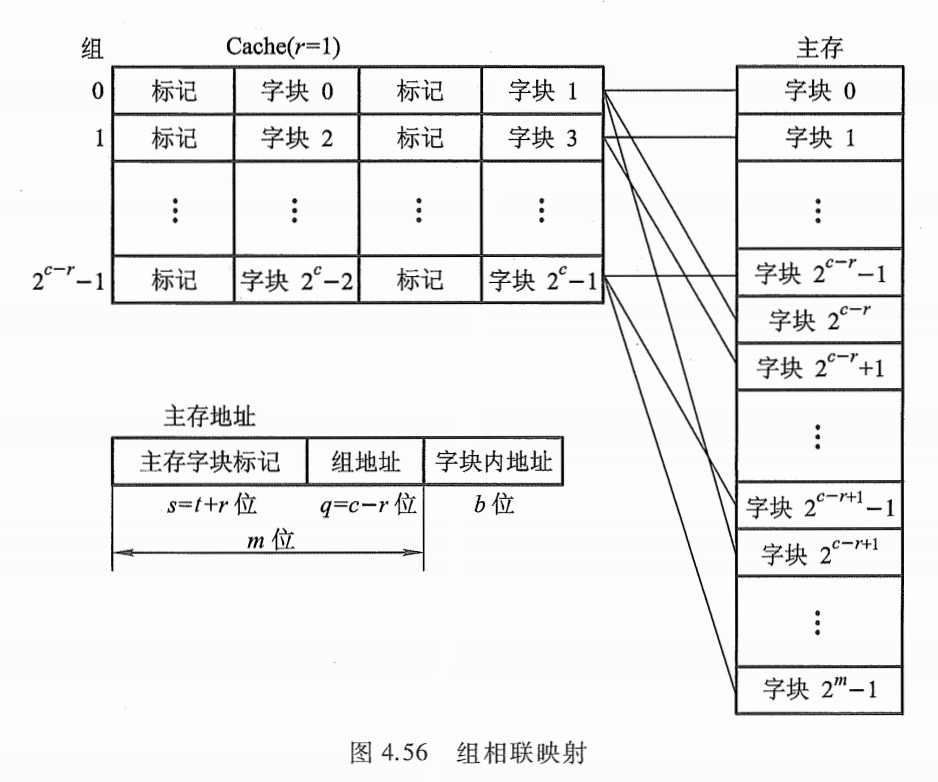 组 Cache(r=1) 主存
0 标记 字块 0 标记 字块 1 字块 0
1 标记 字块 2 标记 字块 3 字块 1
⋮ ⋮ ⋮ ⋮ ⋮
2^{c-r}-1 标记 字块 2^c-2 标记 字块 2^c-1 字块 2^{c-r}-1
字块 2^{c-r}
字块 2^{c-r}+1
⋮
字块 2^{c-r+1}-1
字块 2^{c-r+1}
⋮
字块 2^m-1
主存地址
主存字块标记 组地址 字块内地址
s=t+r 位 q=c-r 位 b 位
m 位
图 4.56 组相联映射